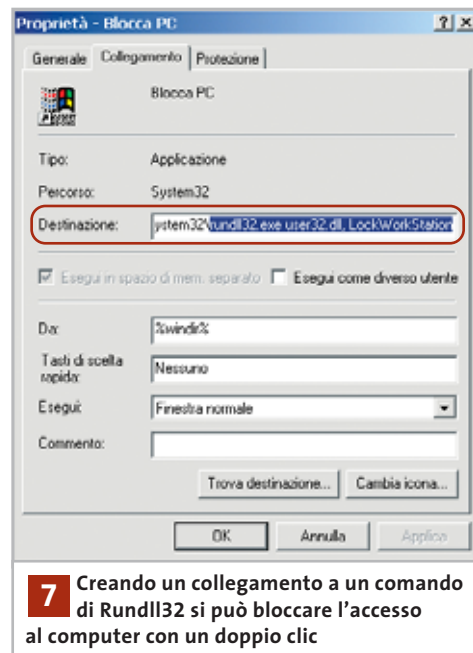 Proprietà - Blocca PC
Generale Collegamento Protezione
Blocca PC
Tipo: Applicazione
Percorso: System32
Destinazione: ystem32\rundll32.exe user32.dll, LockWorkStation
Esegui in spazio di mem. separato Esegui come diverso utente
Da: %windir%
Tasti di scelta rapida: Nessuno
Esegui: Finestra normale
Commento:
Trova destinazione... Cambia icona...
OK Annulla Applica
7 Creando un collegamento a un comando
di Rundll32 si può bloccare l'accesso
al computer con un doppio clic